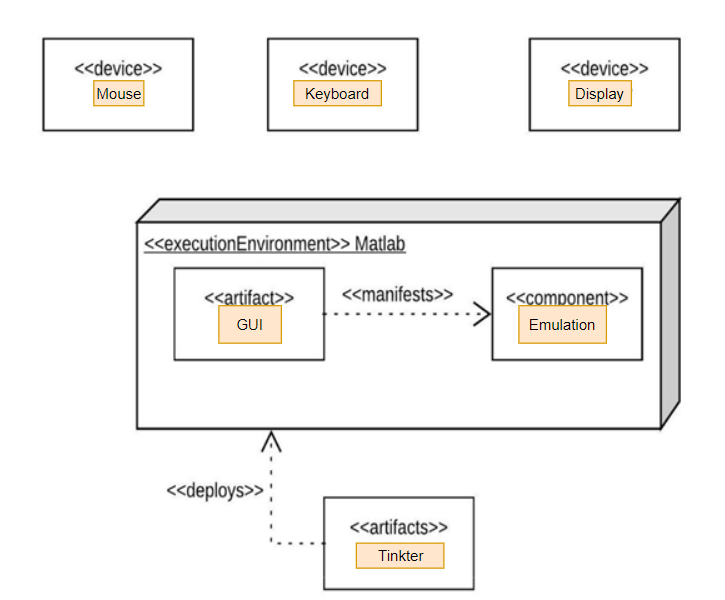 <<device>>
Mouse
<<device>>
Keyboard
<<device>>
Display
<<executionEnvironment>> Matlab
<<artifact>>
GUI
<<manifests>>
<<component>>
Emulation
<<deploys>>
<<artifacts>>
Tinkter